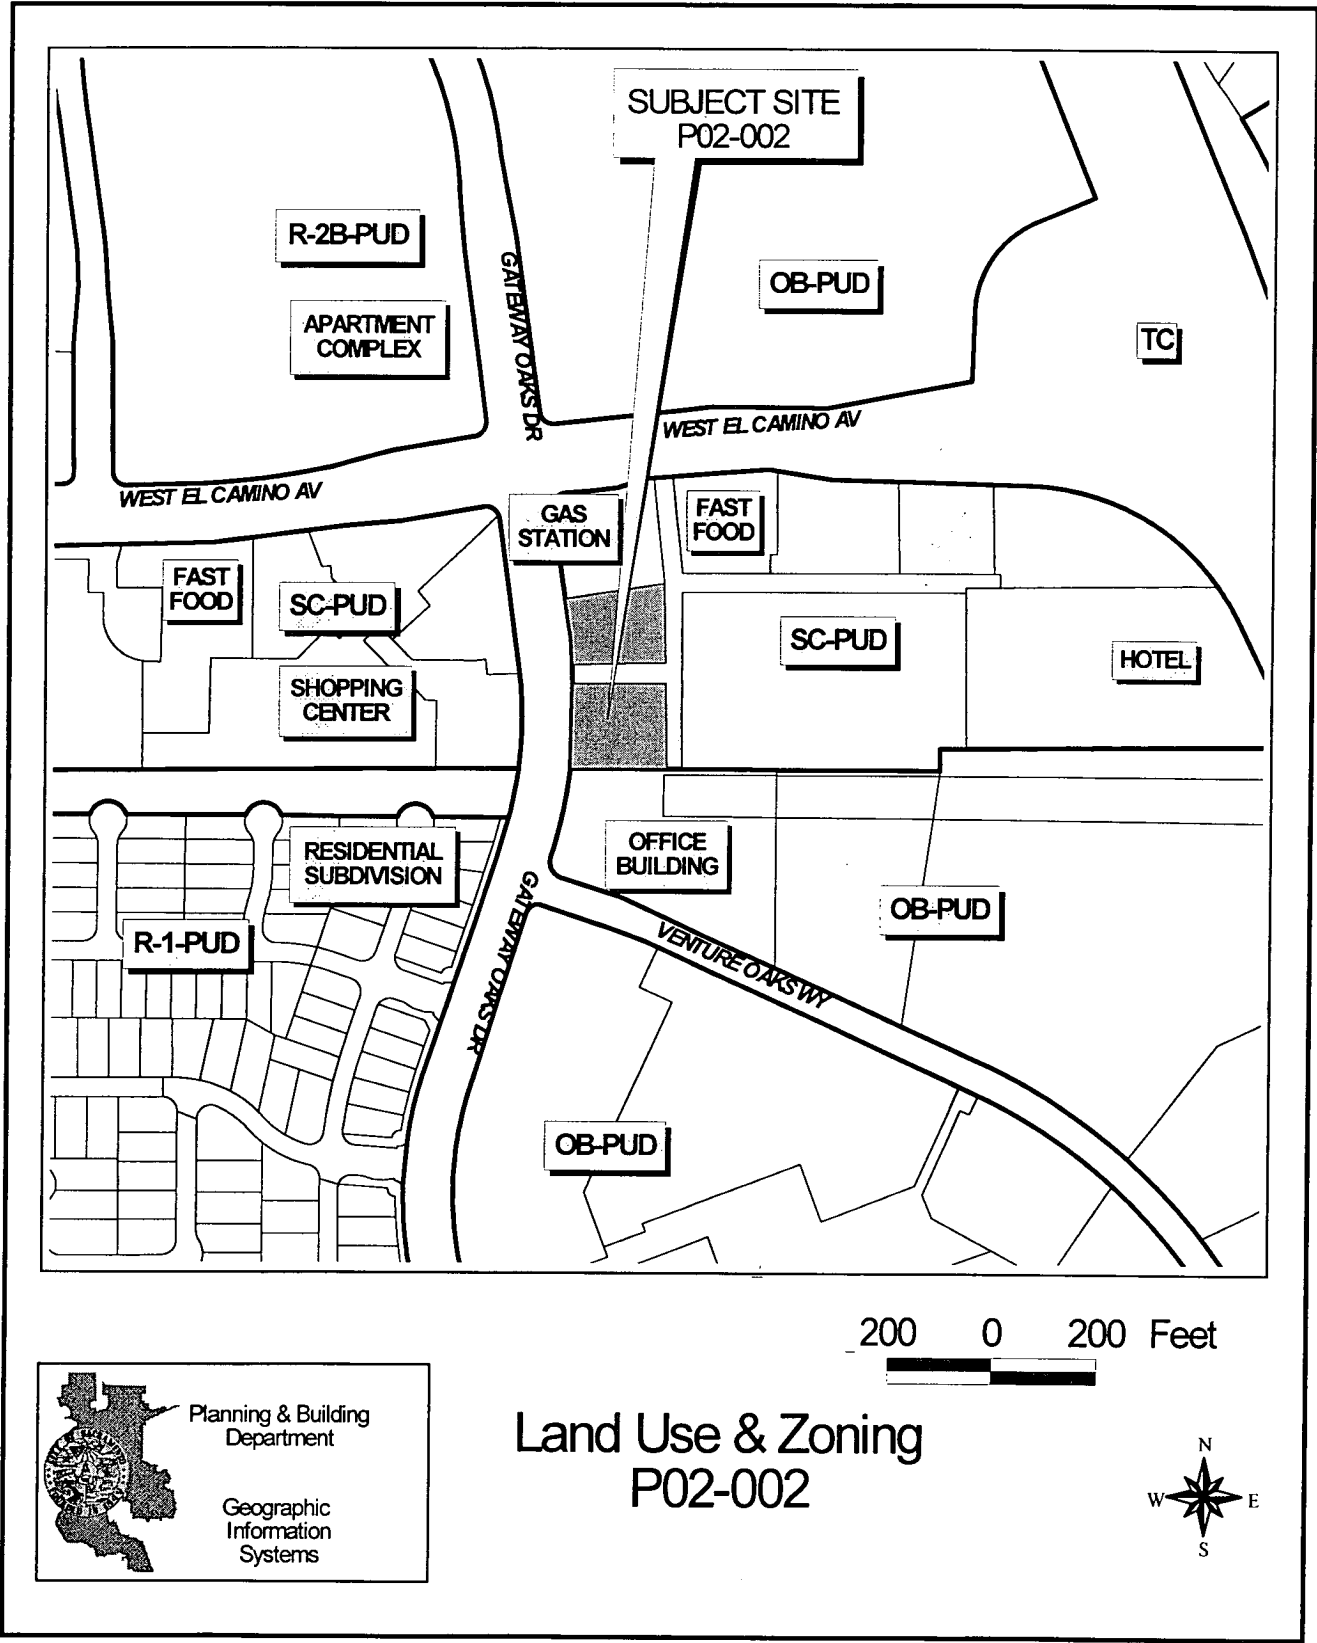 SUBJECT SITE
P02-002
R-2B-PUD
GATEWAY OAKS DR
OB-PUD
APARTMENT
COMPLEX
TC
WEST EL CAMINO AV
WEST EL CAMINO AV
GAS
STATION
FAST
FOOD
FAST
FOOD
SC-PUD
SC-PUD
HOTEL
SHOPPING
CENTER
RESIDENTIAL
SUBDIVISION
OFFICE
BUILDING
OB-PUD
R-1-PUD
GATEWAY OAKS DR
VENTURE OAKS WY
OB-PUD
200 0 200 Feet
Planning & Building
Department
Geographic
Information
Systems
Land Use & Zoning
P02-002
N
W E
S